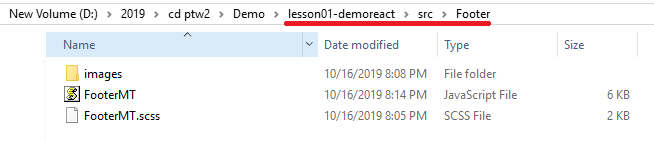 New Volume (D:) > 2019 > cd ptw2 > Demo > lesson01-demoreact > src > Footer
Name Date modified Type Size
images 10/16/2019 8:08 PM File folder
FooterMT 10/16/2019 8:14 PM JavaScript File 6 KB
FooterMT.scss 10/16/2019 8:05 PM SCSS File 2 KB